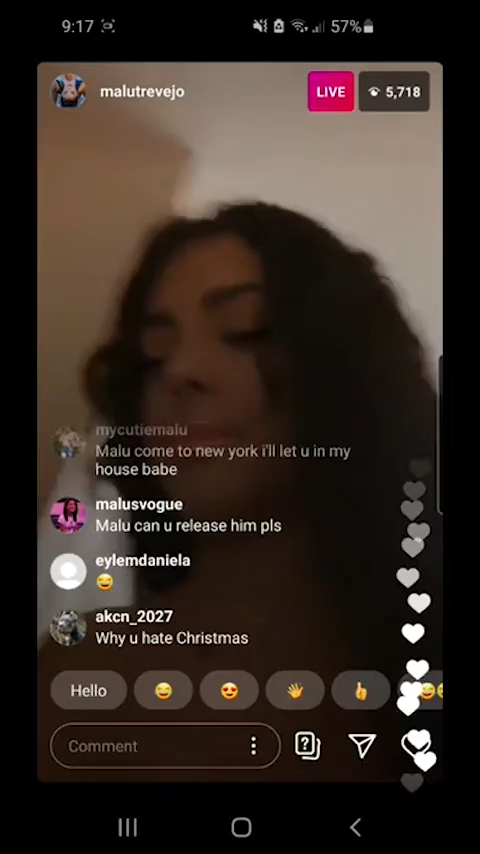 9:17
57%
malutrevejo
LIVE
5,718
mycutiemalu
Malu come to new york i'll let u in my
house babe
malusvogue
Malu can u release him pls
eylemdaniela
😂
akcn_2027
Why u hate Christmas
Hello
😂
😍
👋
👍
Comment